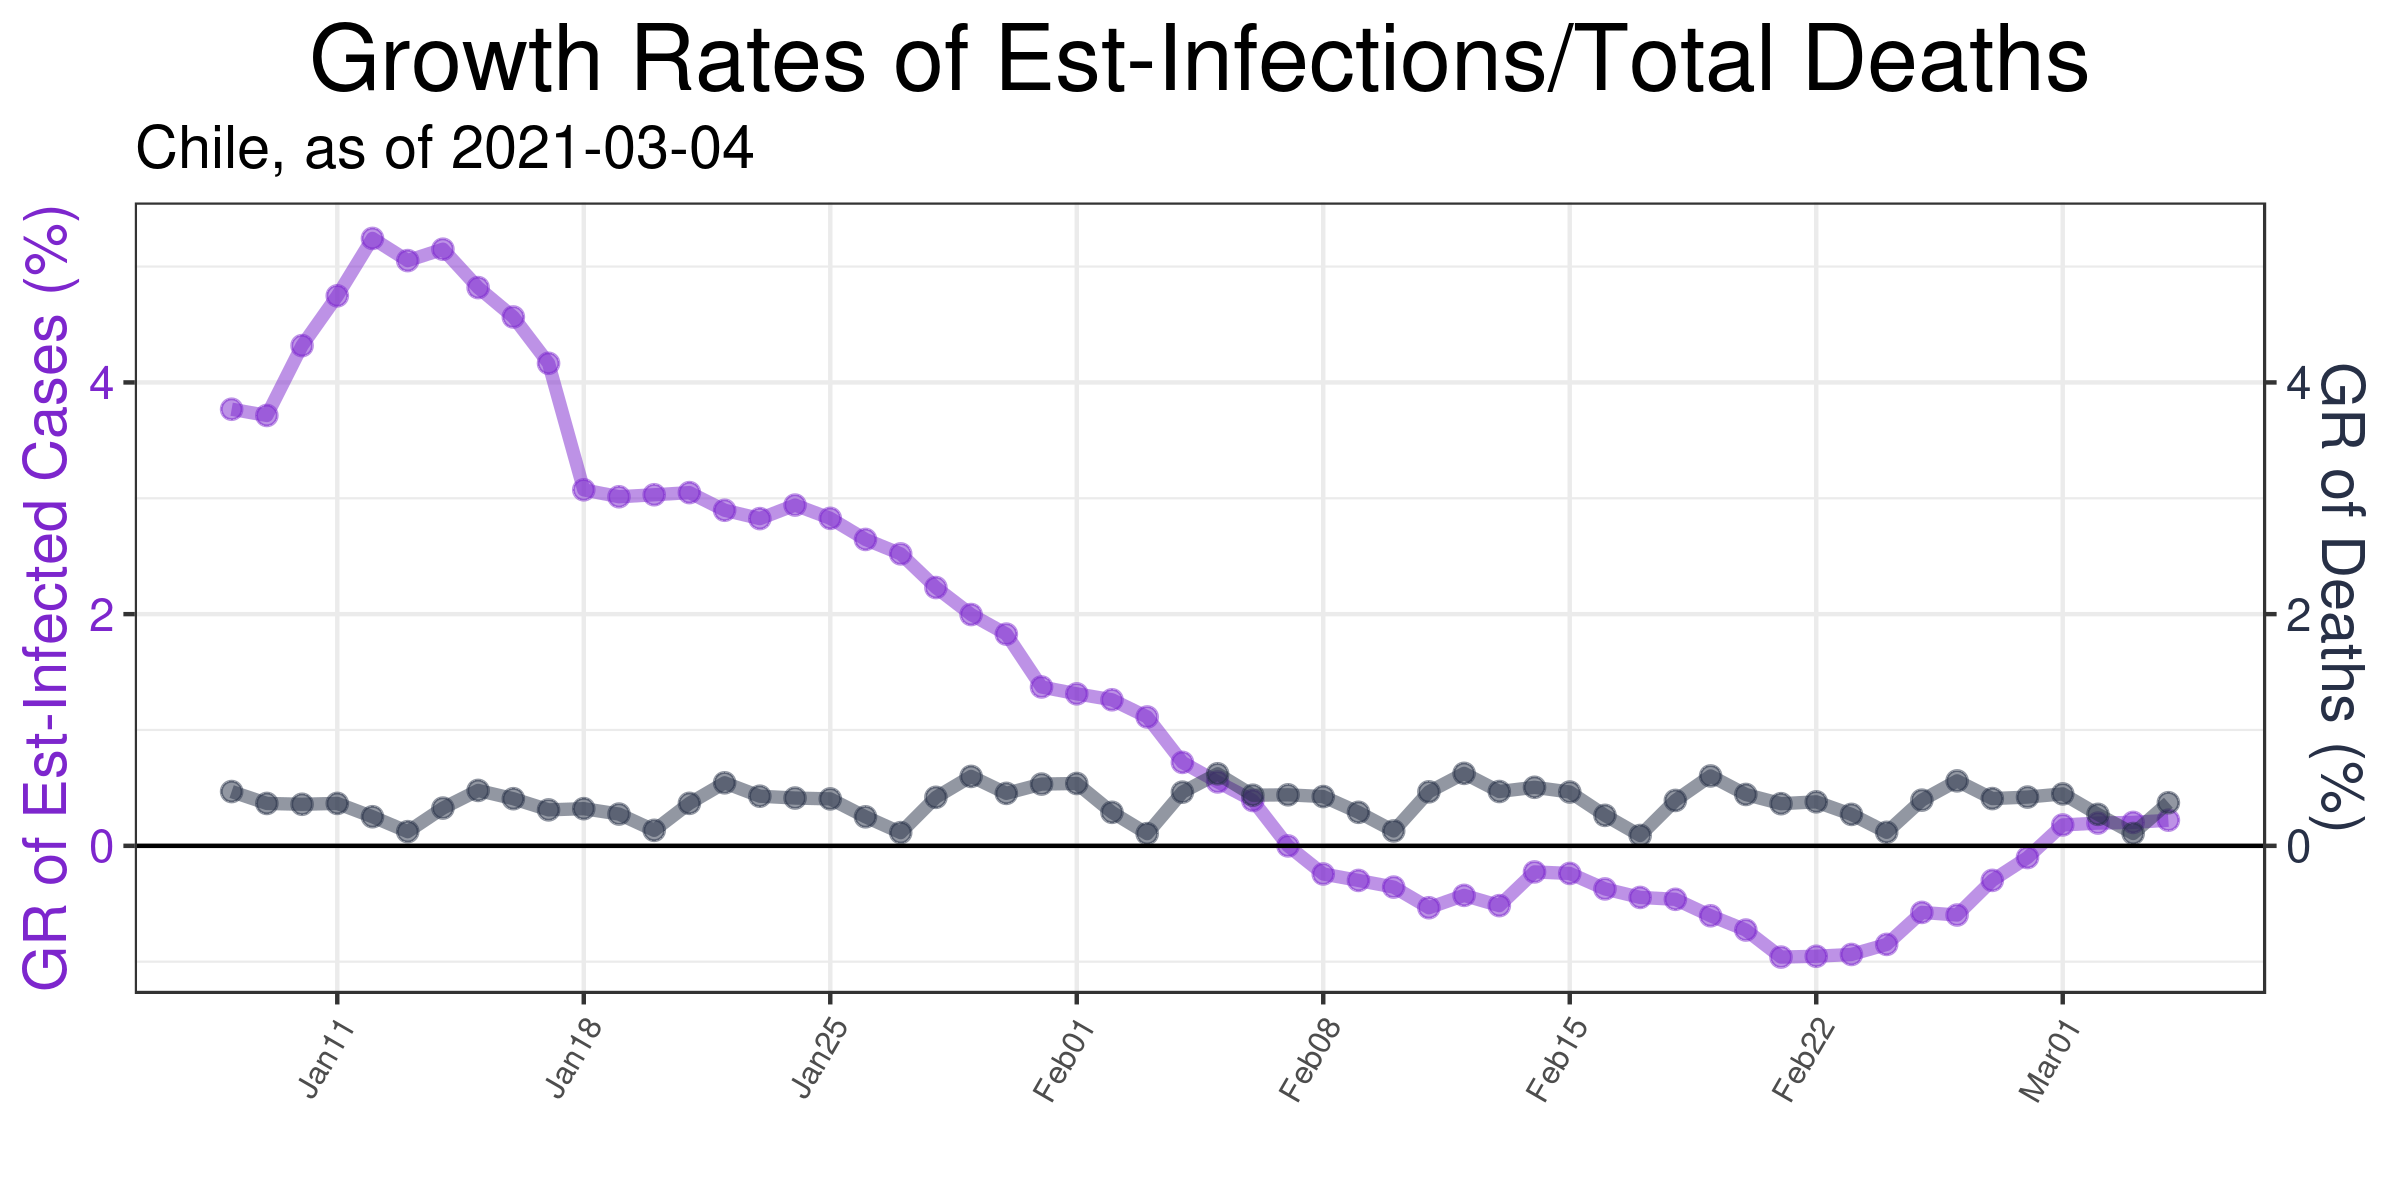 Growth Rates of Est-Infections/Total Deaths
Chile, as of 2021-03-04
GR of Est-Infected Cases (%)
4
2
0
4
2
0
GR of Deaths (%)
Jan11
Jan18
Jan25
Feb01
Feb08
Feb15
Feb22
Mar01